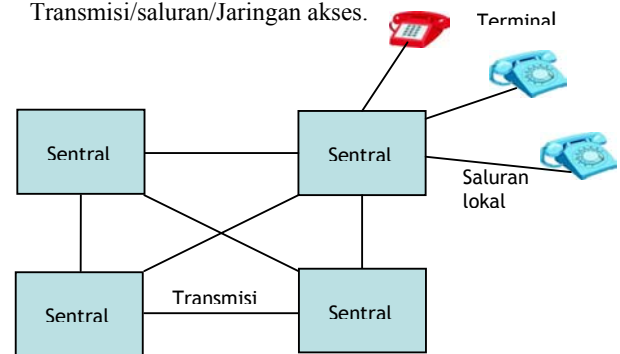 Transmisi/saluran/Jaringan akses.
Terminal
Sentral
Sentral
Saluran
lokal
Transmisi
Sentral
Sentral